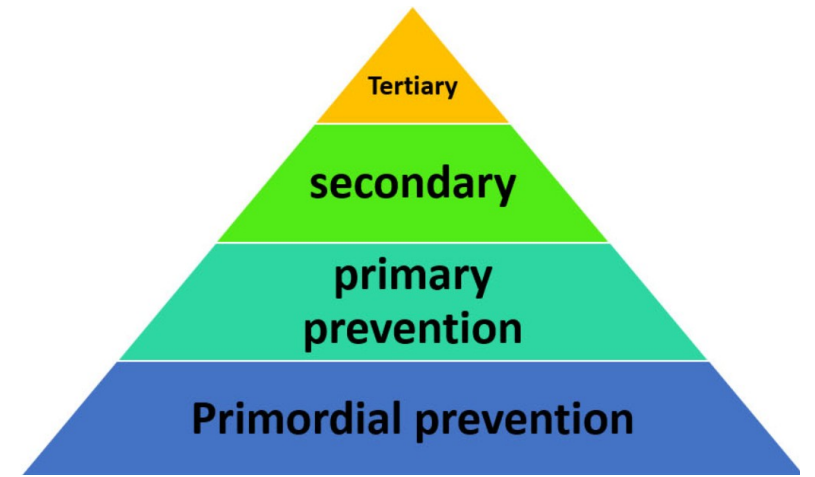 Tertiary
secondary
primary
prevention
Primordial prevention